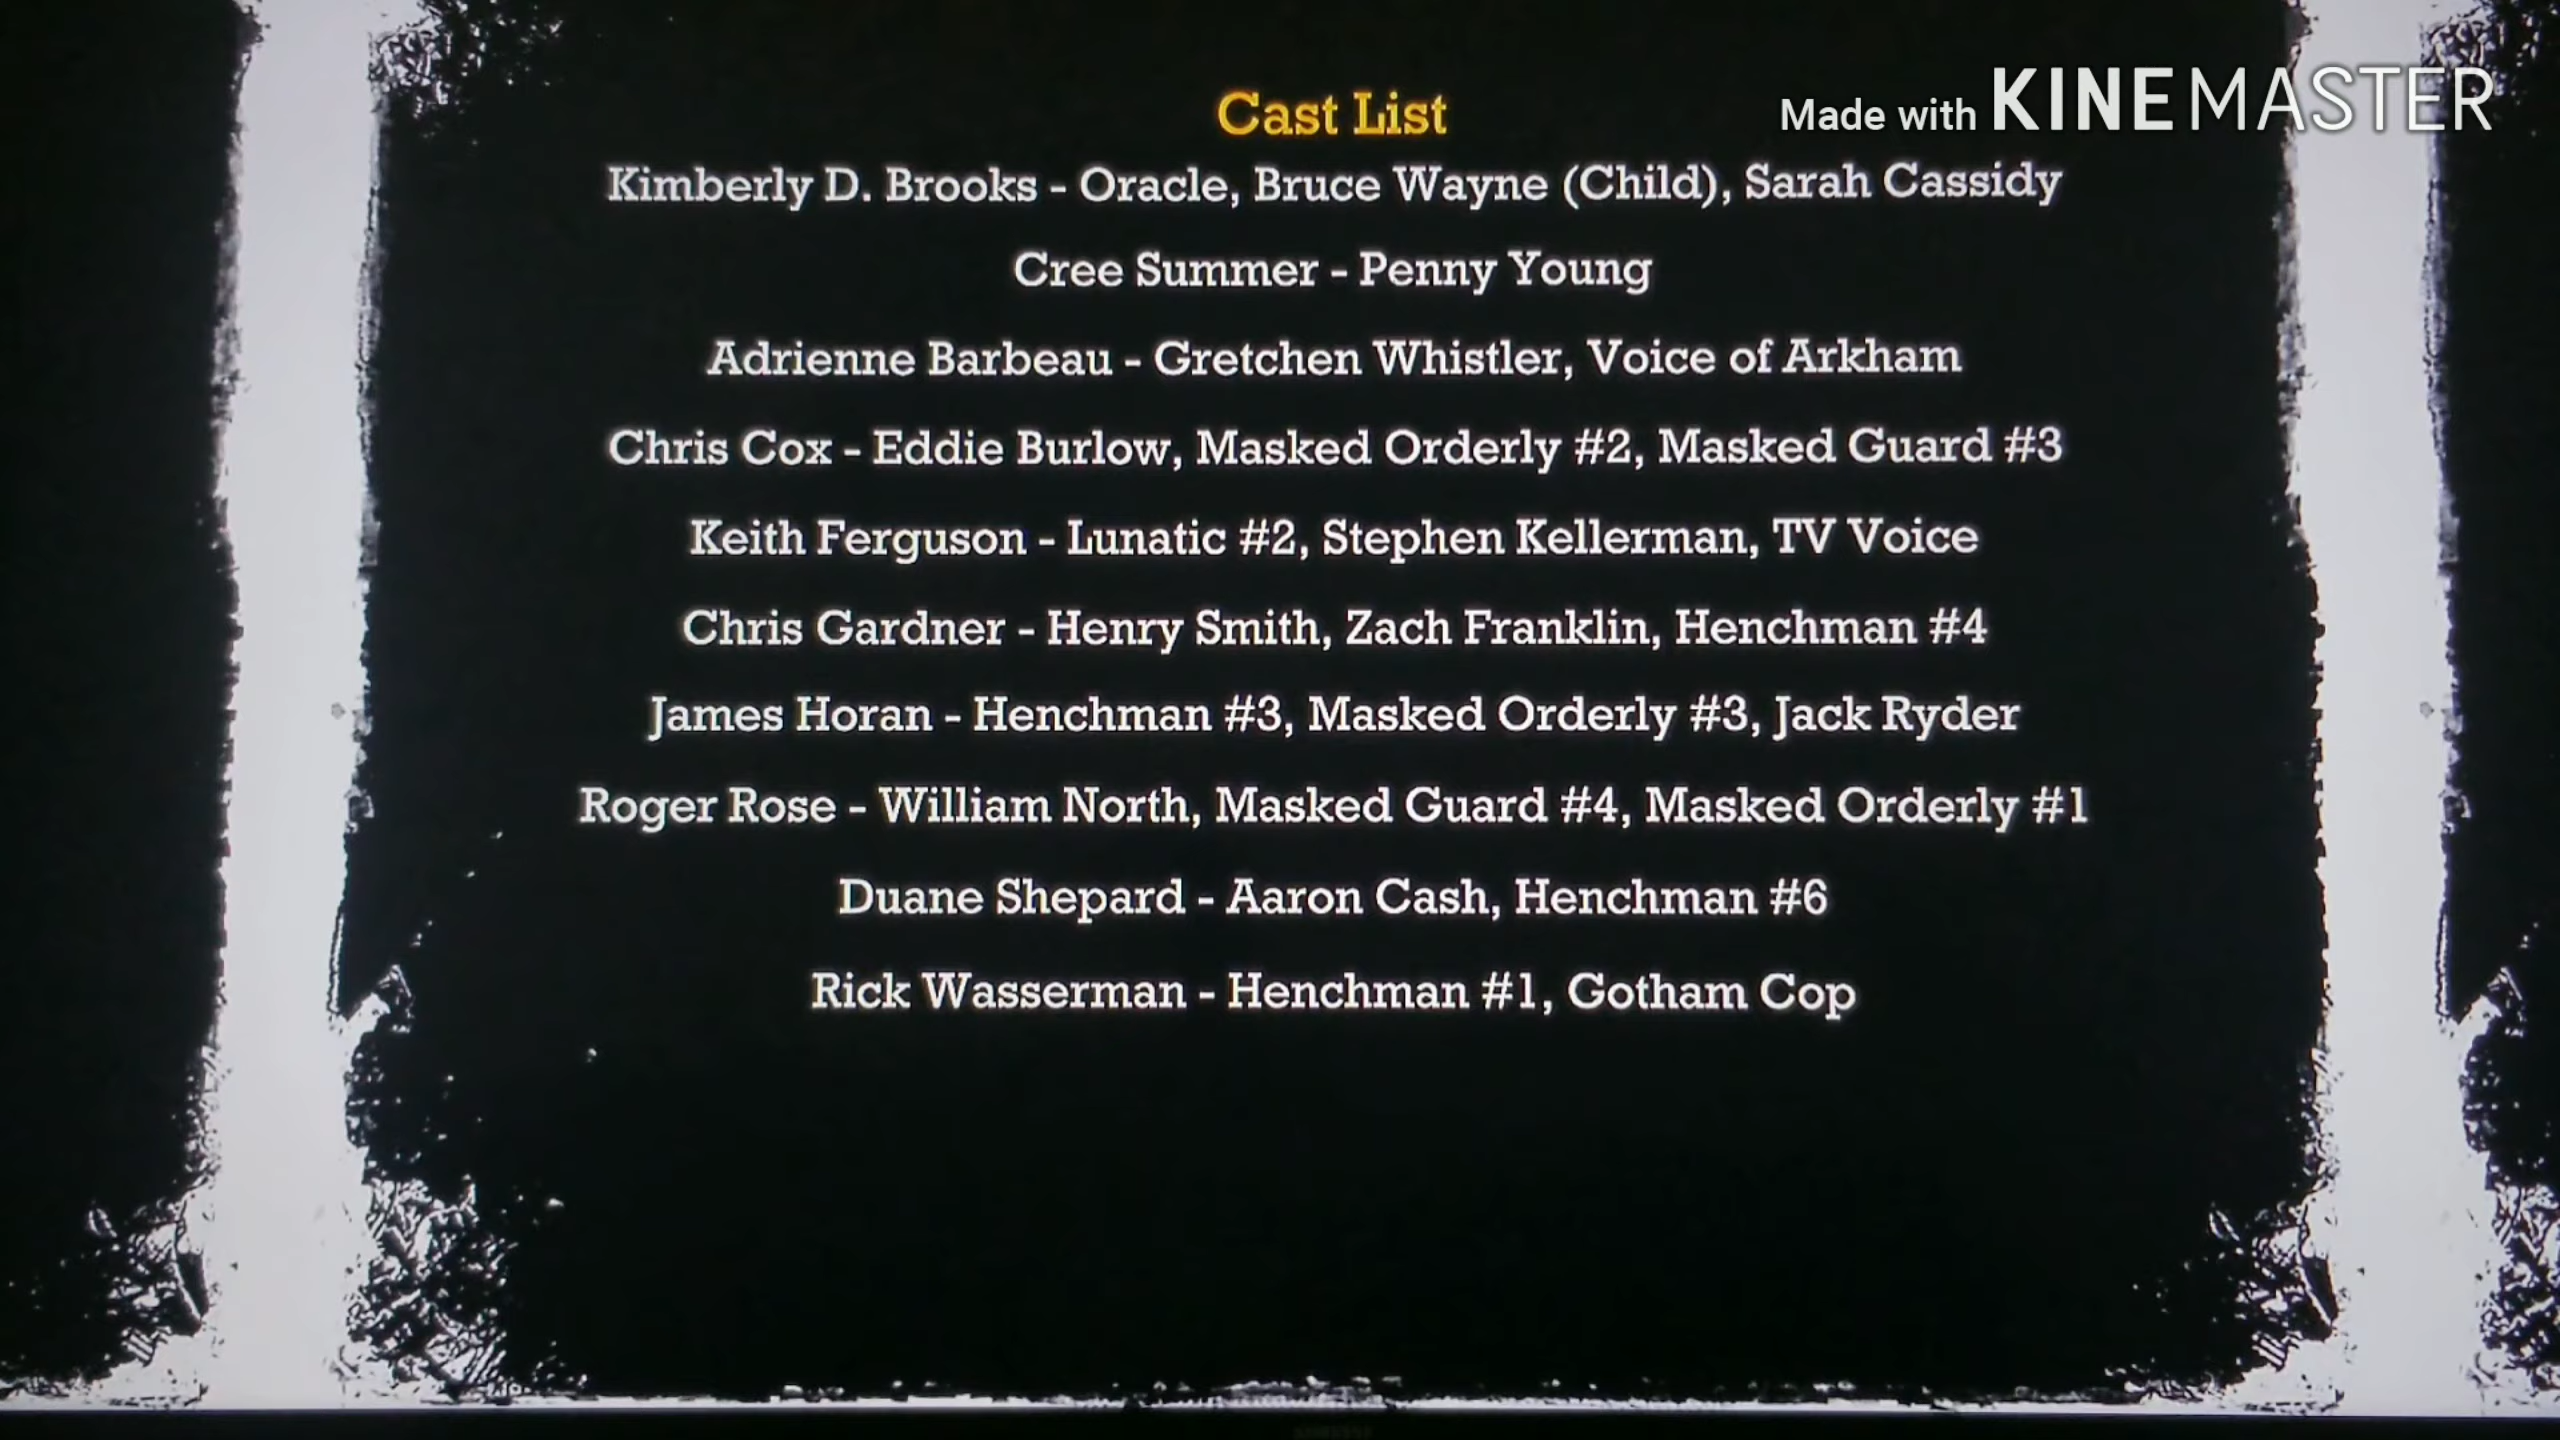 Cast List
Made with KINEMASTER
Kimberly D. Brooks - Oracle, Bruce Wayne (Child), Sarah Cassidy
Cree Summer - Penny Young
Adrienne Barbeau - Gretchen Whistler, Voice of Arkham
Chris Cox - Eddie Burlow, Masked Orderly #2, Masked Guard #3
Keith Ferguson - Lunatic #2, Stephen Kellerman, TV Voice
Chris Gardner - Henry Smith, Zach Franklin, Henchman #4
James Horan - Henchman #3, Masked Orderly #3, Jack Ryder
Roger Rose - William North, Masked Guard #4, Masked Orderly #1
Duane Shepard - Aaron Cash, Henchman #6
Rick Wasserman - Henchman #1, Gotham Cop